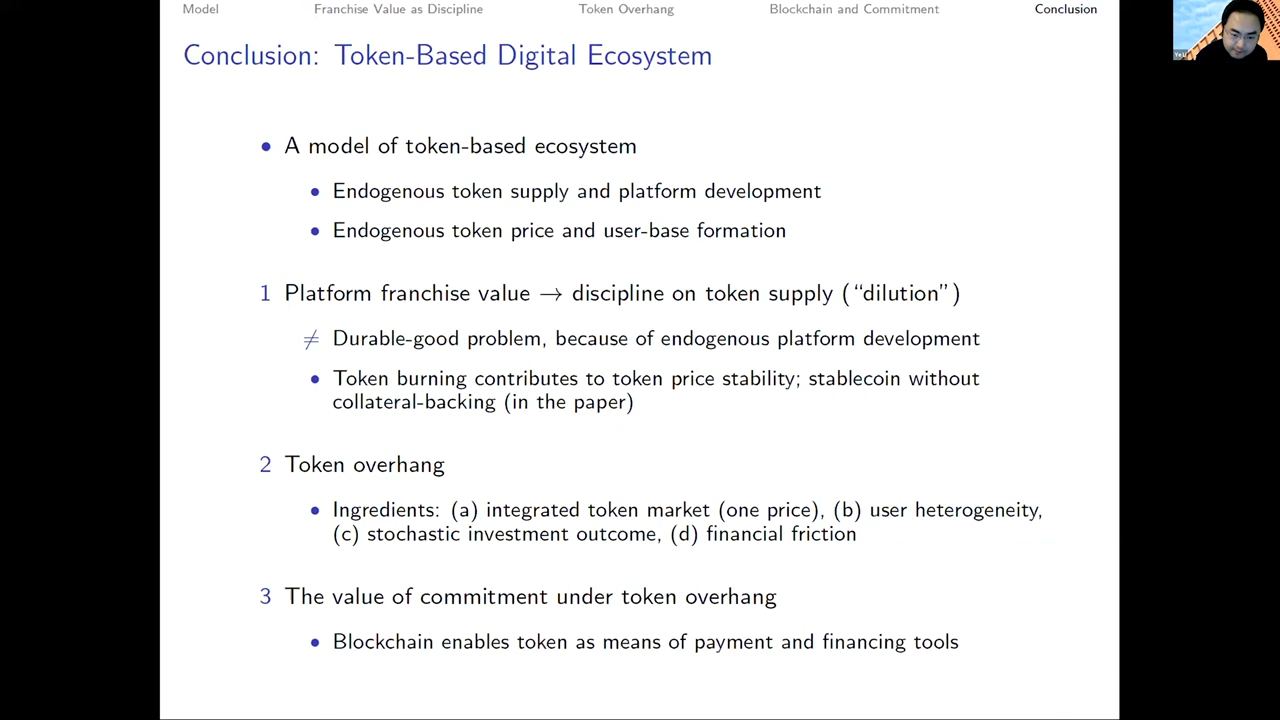 Model Franchise Value as Discipline Token Overhang Blockchain and Commitment Conclusion
Conclusion: Token-Based Digital Ecosystem
• A model of token-based ecosystem
• Endogenous token supply and platform development
• Endogenous token price and user-base formation
1 Platform franchise value → discipline on token supply (“dilution”)
≠ Durable-good problem, because of endogenous platform development
• Token burning contributes to token price stability; stablecoin without
collateral-backing (in the paper)
2 Token overhang
• Ingredients: (a) integrated token market (one price), (b) user heterogeneity,
(c) stochastic investment outcome, (d) financial friction
3 The value of commitment under token overhang
• Blockchain enables token as means of payment and financing tools